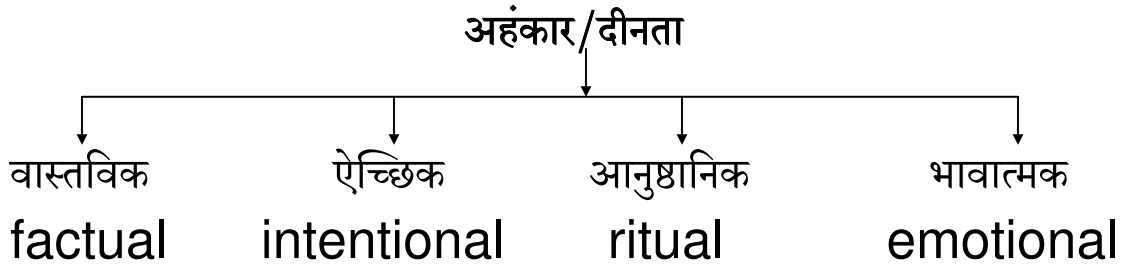 अहंकार/दीनता
वास्तविक ऐच्छिक आनुष्ठानिक भावात्मक
factual intentional ritual emotional